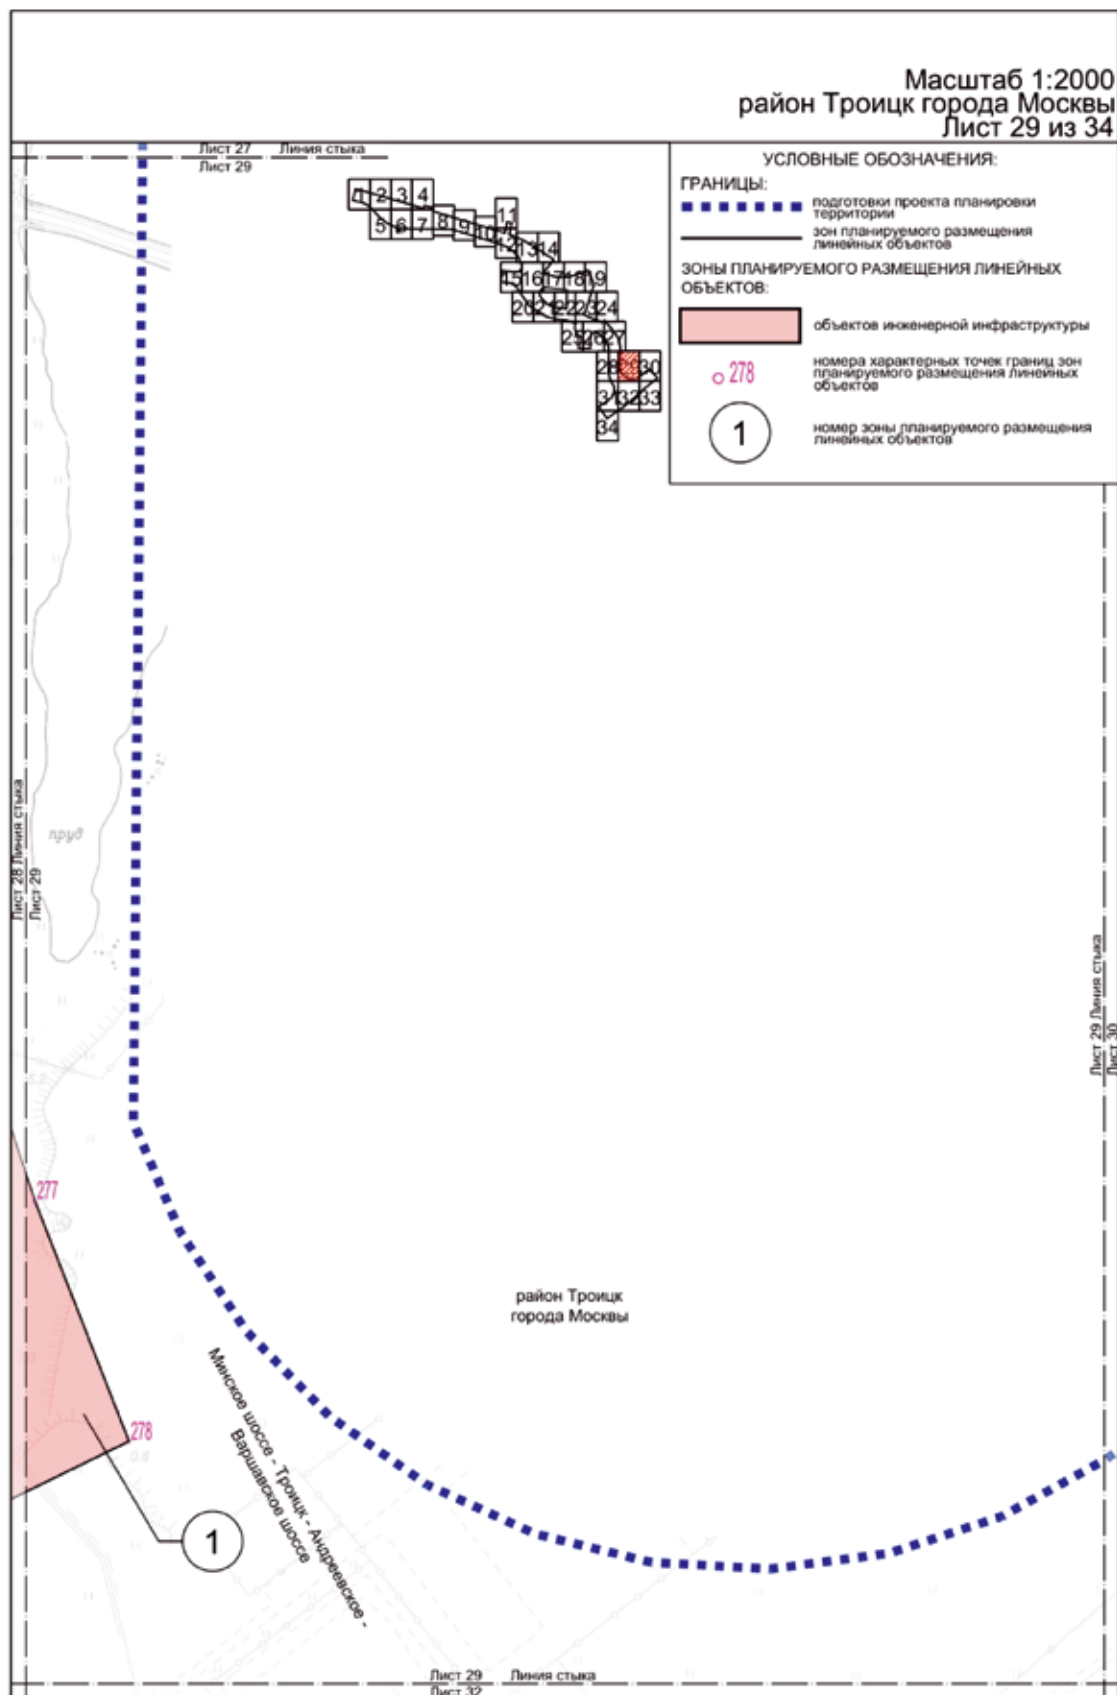 Масштаб 1:2000
район Троицк города Москвы
Лист 29 из 34
Лист 27 Линия стыка
Лист 29
1 2 3 4
5 6 7 8 9 10 11
12 13 14
15 16 17 18 19
20 21 22 23 24
25 26 27
28 29 30
31 32 33
34
УСЛОВНЫЕ ОБОЗНАЧЕНИЯ:
ГРАНИЦЫ:
подготовки проекта планировки
территории
зон планируемого размещения
линейных объектов
ЗОНЫ ПЛАНИРУЕМОГО РАЗМЕЩЕНИЯ ЛИНЕЙНЫХ
ОБЪЕКТОВ:
объектов инженерной инфраструктуры
278
номера характерных точек границ зон
планируемого размещения линейных
объектов
1
номер зоны планируемого размещения
линейных объектов
пруд
Лист 28 Линия стыка
Лист 29
Лист 29 Линия стыка
Лист 30
277
район Троицк
города Москвы
278
0.8
Минское шоссе - Троицк - Андреевское -
Варшавское шоссе
1
Лист 29 Линия стыка
Лист 32